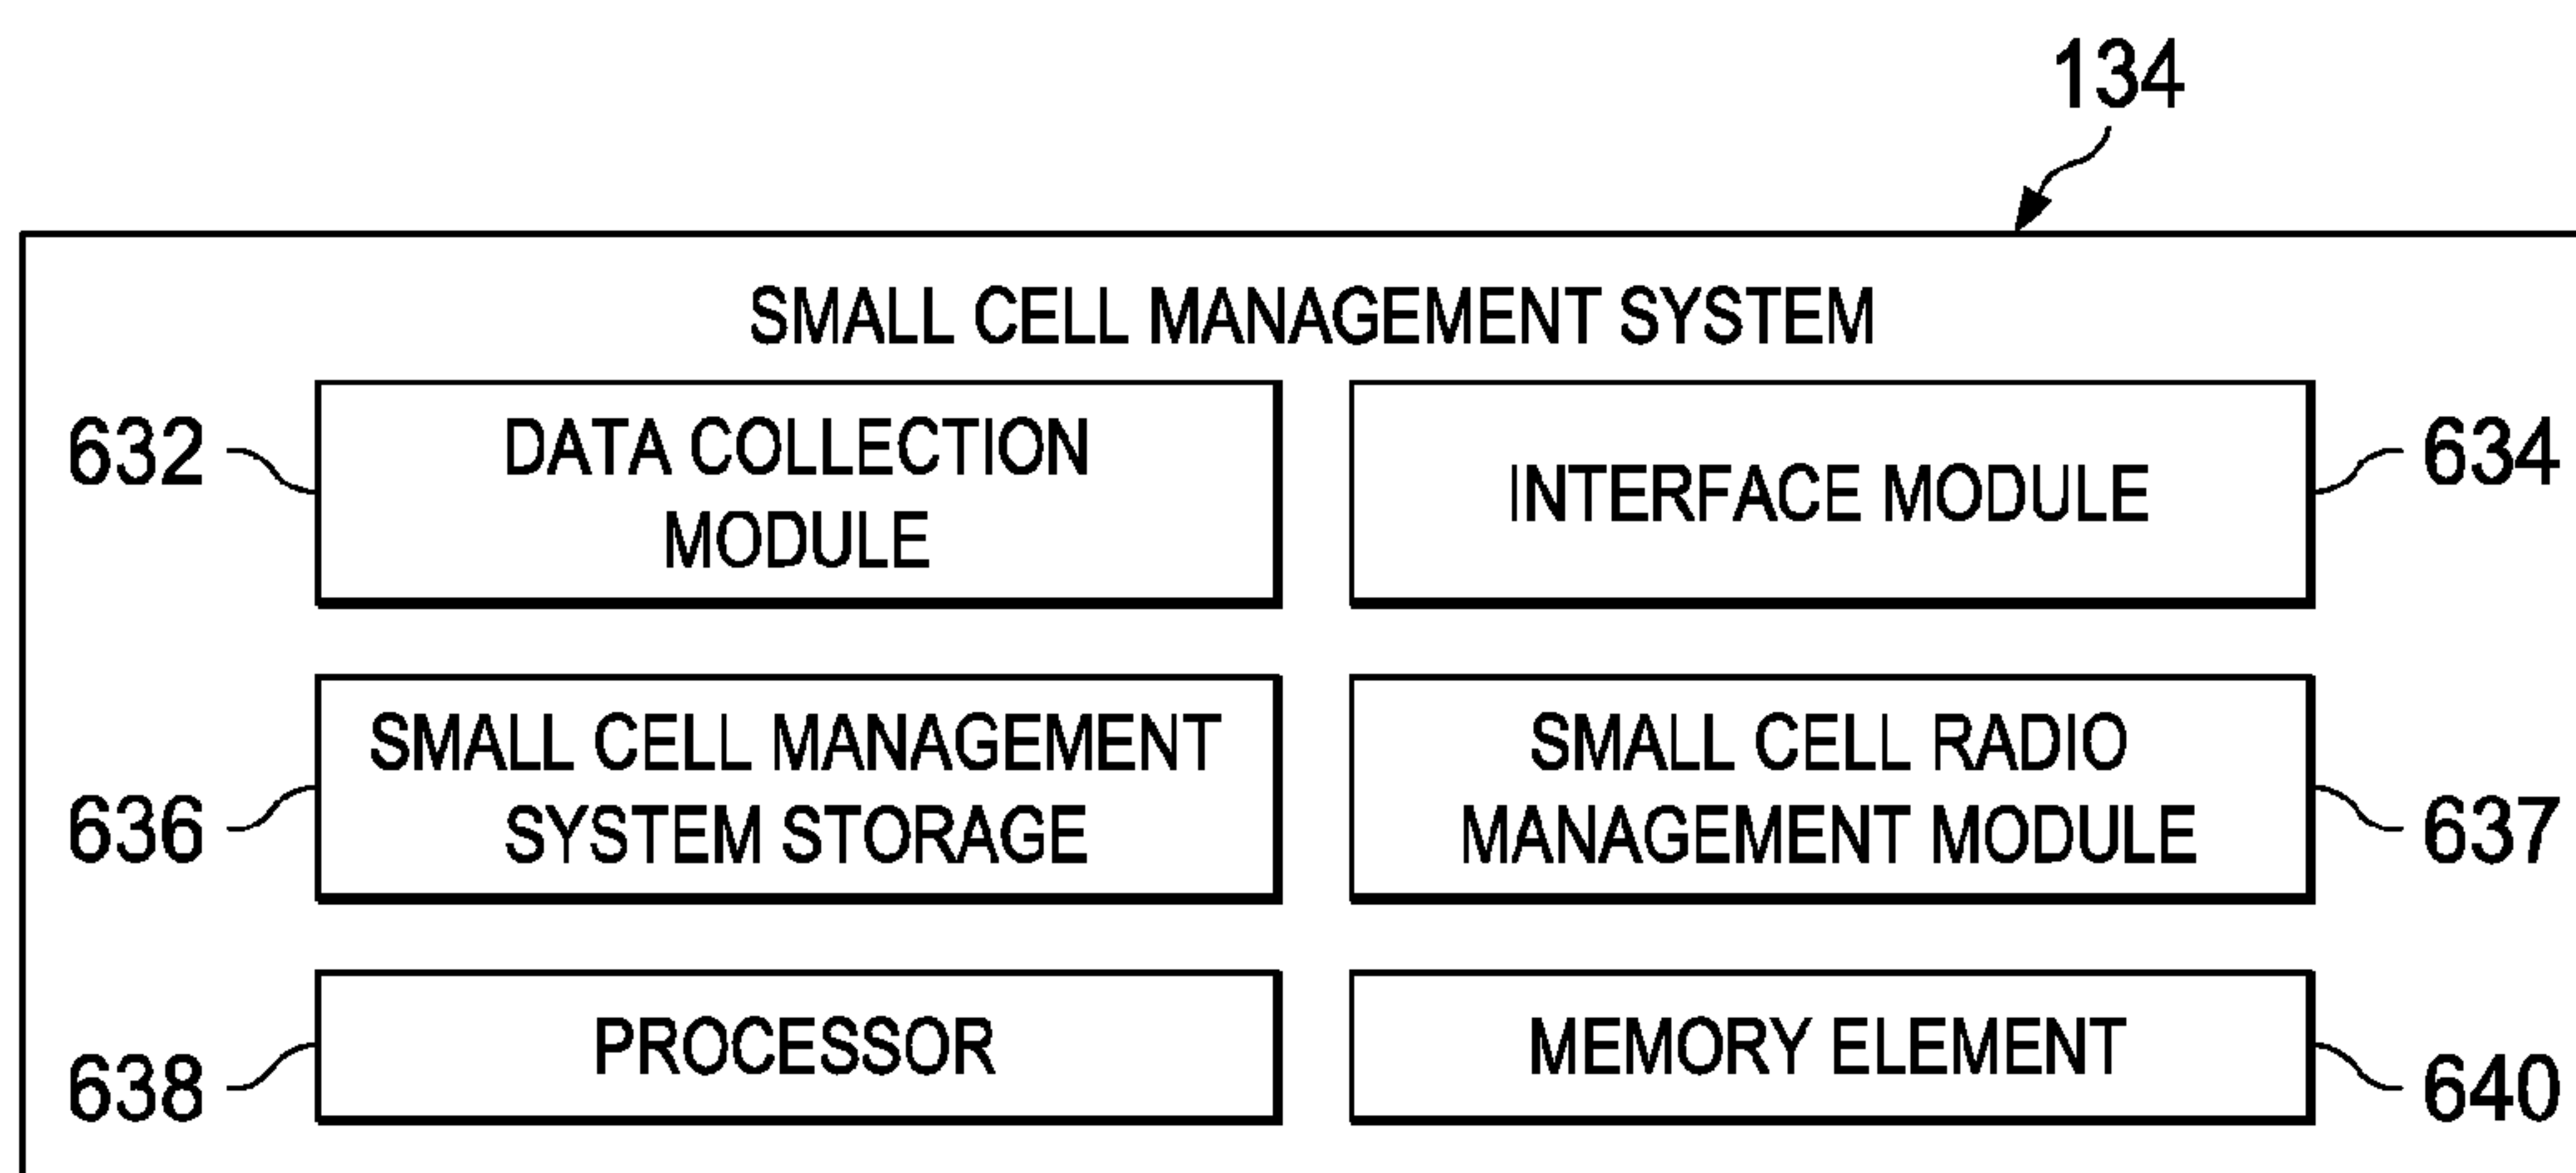 134
SMALL CELL MANAGEMENT SYSTEM
632
DATA COLLECTION
MODULE
INTERFACE MODULE
634
636
SMALL CELL MANAGEMENT
SYSTEM STORAGE
SMALL CELL RADIO
MANAGEMENT MODULE
637
638
PROCESSOR
MEMORY ELEMENT
640